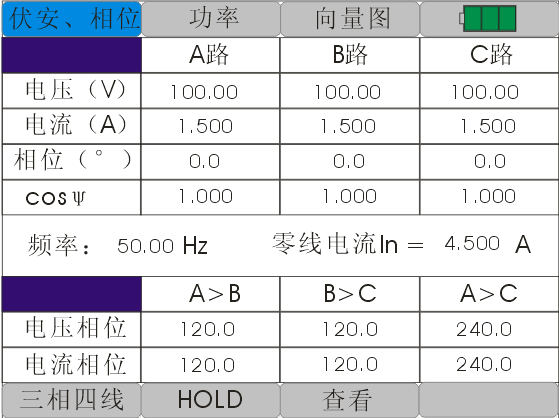 伏安、相位 功率 向量图
A路 B路 C路
电压（V） 100.00 100.00 100.00
电流（A） 1.500 1.500 1.500
相位（°） 0.0 0.0 0.0
cosψ 1.000 1.000 1.000
频率： 50.00 Hz 零线电流In = 4.500 A
A>B B>C A>C
电压相位 120.0 120.0 240.0
电流相位 120.0 120.0 240.0
三相四线 HOLD 查看